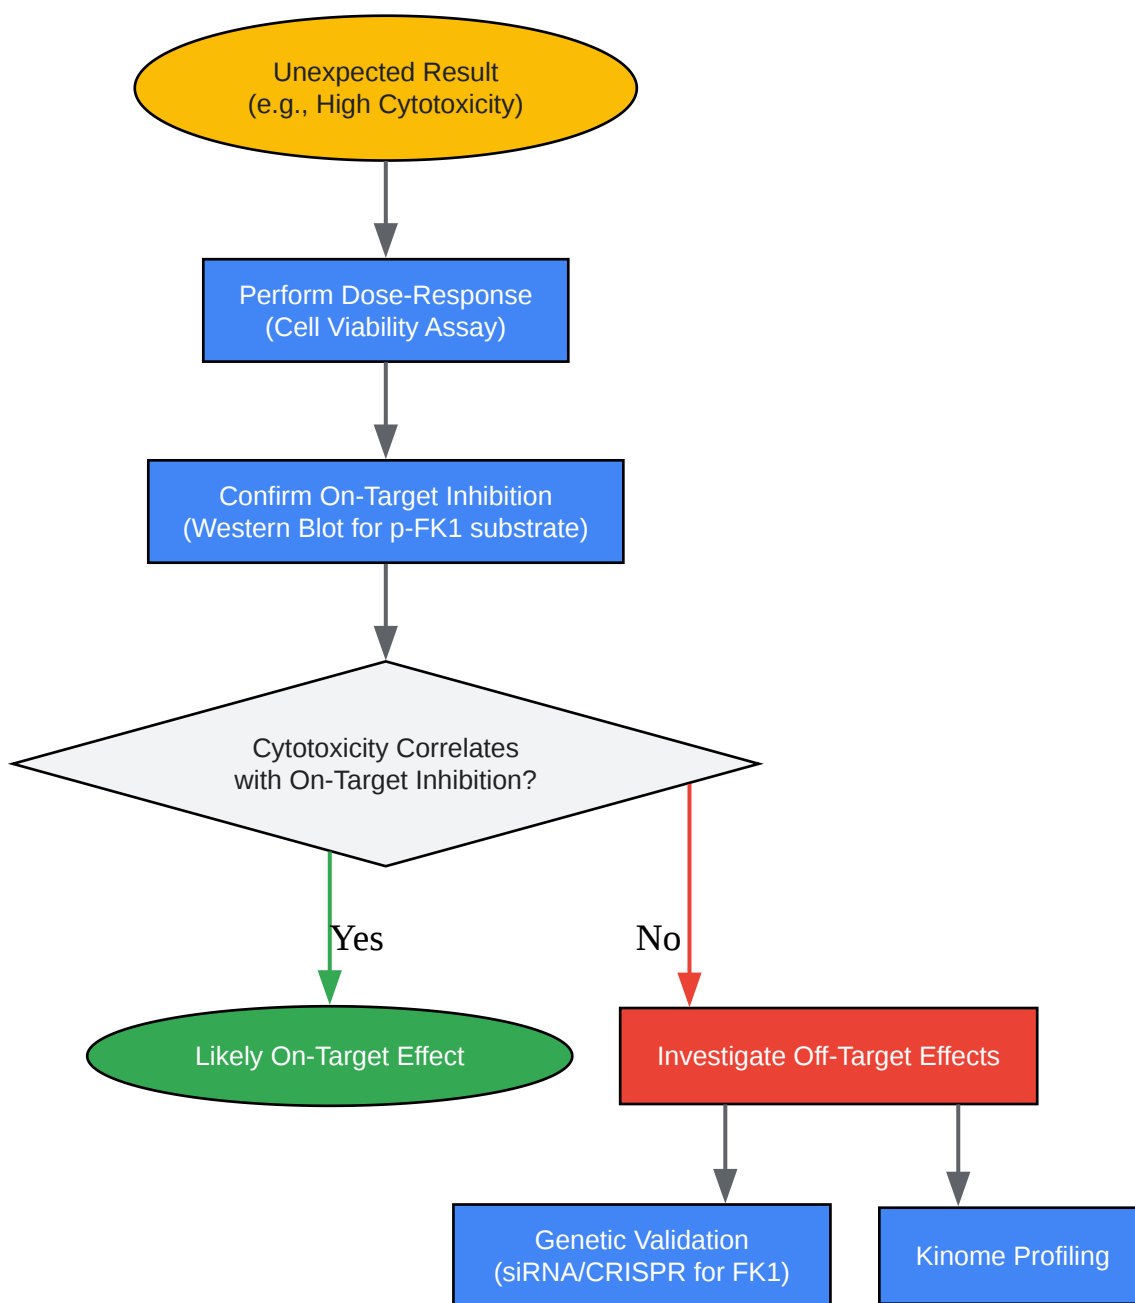 Unexpected Result
(e.g., High Cytotoxicity)
Perform Dose-Response
(Cell Viability Assay)
Confirm On-Target Inhibition
(Western Blot for p-FK1 substrate)
Cytotoxicity Correlates
with On-Target Inhibition?
Yes
No
Likely On-Target Effect
Investigate Off-Target Effects
Genetic Validation
(siRNA/CRISPR for FK1)
Kinome Profiling